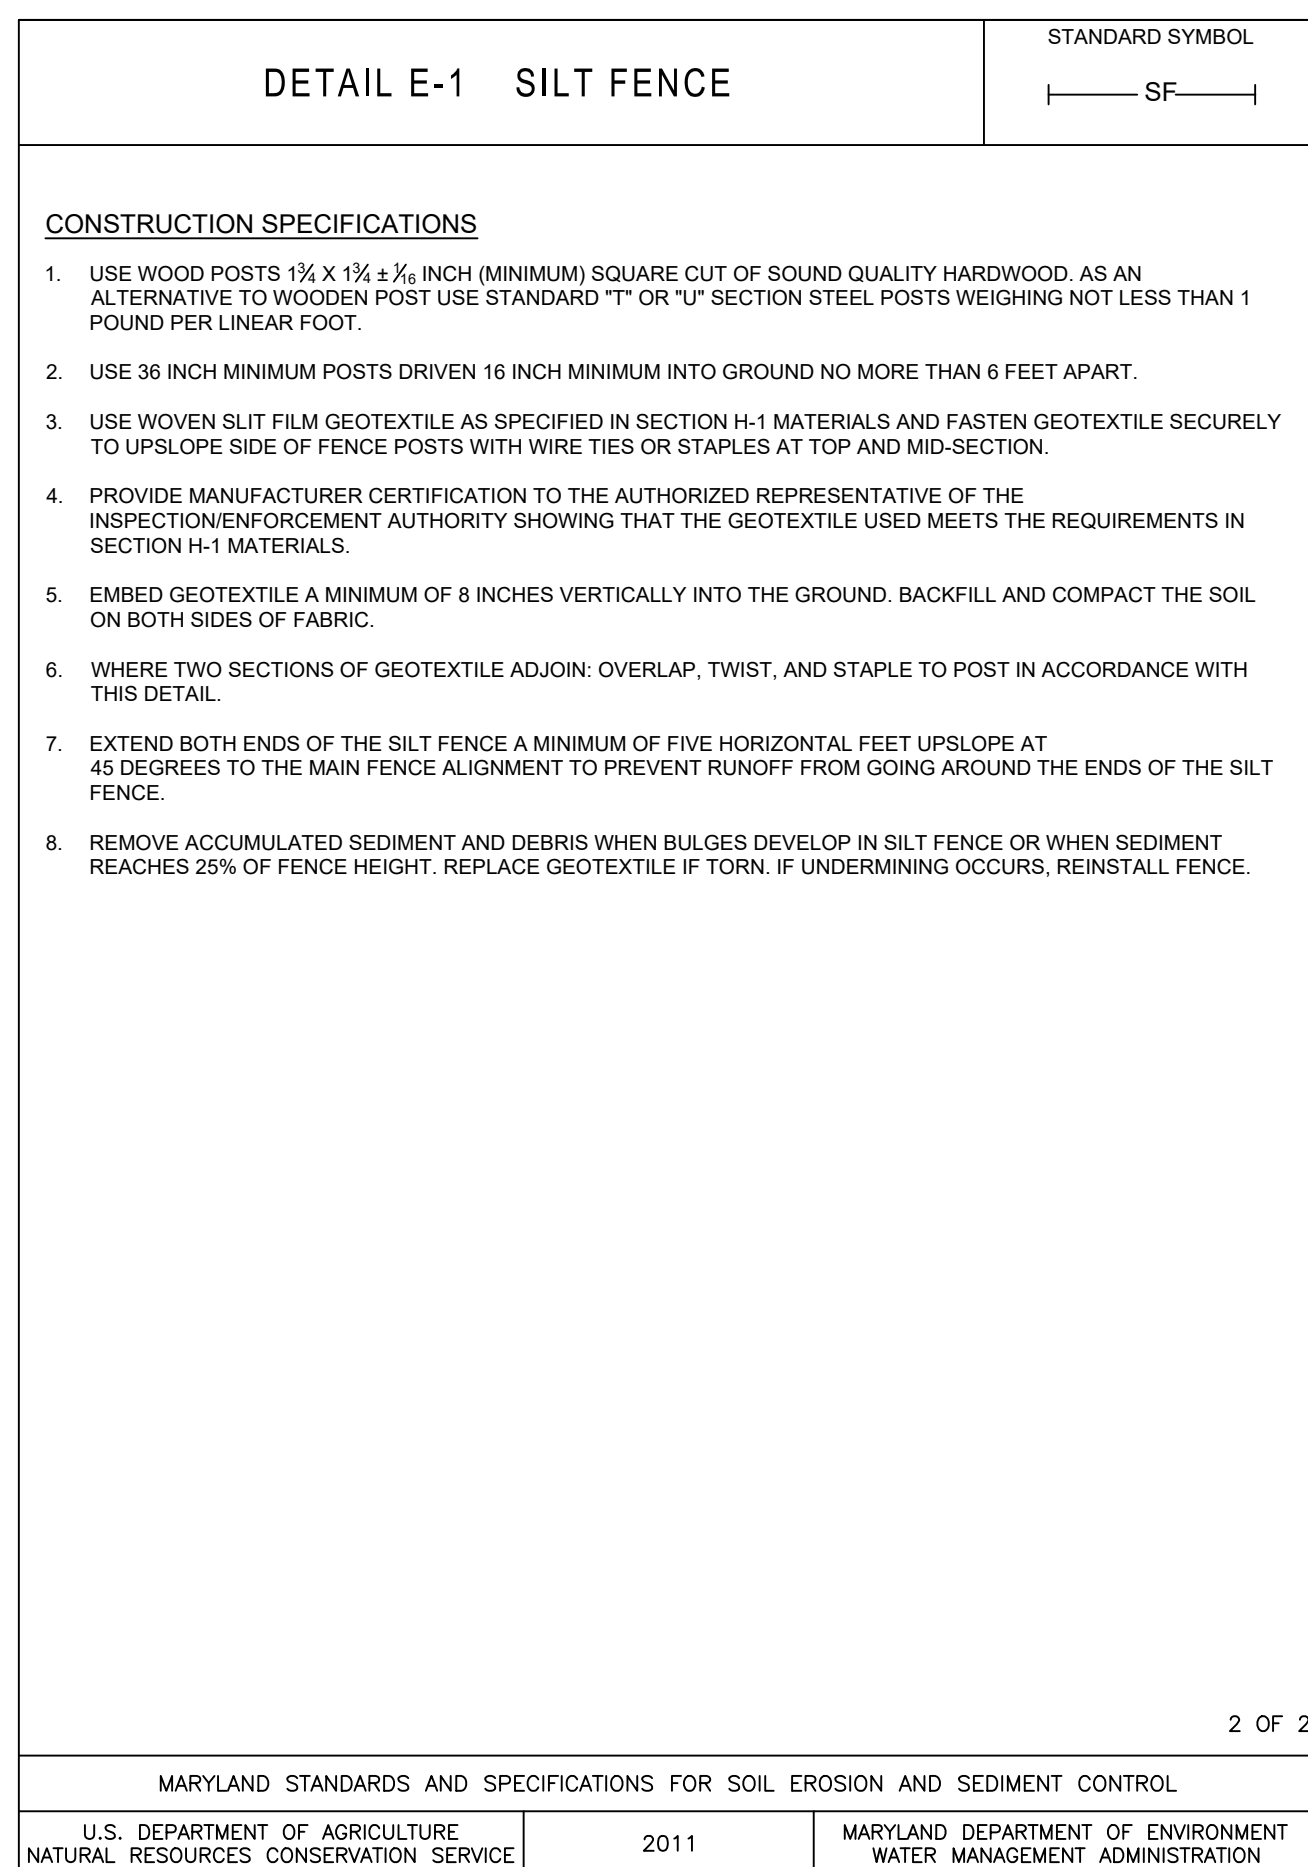 DETAIL E-1 SILT FENCE
STANDARD SYMBOL
SF
CONSTRUCTION SPECIFICATIONS
1. USE WOOD POSTS 1¾ X 1¾ ± 1⁄16 INCH (MINIMUM) SQUARE CUT OF SOUND QUALITY HARDWOOD. AS AN
ALTERNATIVE TO WOODEN POST USE STANDARD "T" OR "U" SECTION STEEL POSTS WEIGHING NOT LESS THAN 1
POUND PER LINEAR FOOT.
2. USE 36 INCH MINIMUM POSTS DRIVEN 16 INCH MINIMUM INTO GROUND NO MORE THAN 6 FEET APART.
3. USE WOVEN SLIT FILM GEOTEXTILE AS SPECIFIED IN SECTION H-1 MATERIALS AND FASTEN GEOTEXTILE SECURELY
TO UPSLOPE SIDE OF FENCE POSTS WITH WIRE TIES OR STAPLES AT TOP AND MID-SECTION.
4. PROVIDE MANUFACTURER CERTIFICATION TO THE AUTHORIZED REPRESENTATIVE OF THE
INSPECTION/ENFORCEMENT AUTHORITY SHOWING THAT THE GEOTEXTILE USED MEETS THE REQUIREMENTS IN
SECTION H-1 MATERIALS.
5. EMBED GEOTEXTILE A MINIMUM OF 8 INCHES VERTICALLY INTO THE GROUND. BACKFILL AND COMPACT THE SOIL
ON BOTH SIDES OF FABRIC.
6. WHERE TWO SECTIONS OF GEOTEXTILE ADJOIN: OVERLAP, TWIST, AND STAPLE TO POST IN ACCORDANCE WITH
THIS DETAIL.
7. EXTEND BOTH ENDS OF THE SILT FENCE A MINIMUM OF FIVE HORIZONTAL FEET UPSLOPE AT
45 DEGREES TO THE MAIN FENCE ALIGNMENT TO PREVENT RUNOFF FROM GOING AROUND THE ENDS OF THE SILT
FENCE.
8. REMOVE ACCUMULATED SEDIMENT AND DEBRIS WHEN BULGES DEVELOP IN SILT FENCE OR WHEN SEDIMENT
REACHES 25% OF FENCE HEIGHT. REPLACE GEOTEXTILE IF TORN. IF UNDERMINING OCCURS, REINSTALL FENCE.
2 OF 2
MARYLAND STANDARDS AND SPECIFICATIONS FOR SOIL EROSION AND SEDIMENT CONTROL
U.S. DEPARTMENT OF AGRICULTURE
NATURAL RESOURCES CONSERVATION SERVICE
2011
MARYLAND DEPARTMENT OF ENVIRONMENT
WATER MANAGEMENT ADMINISTRATION